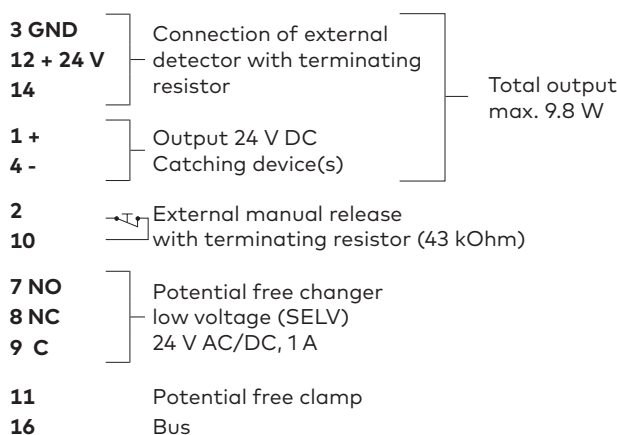 3 GND
12 + 24 V
14
Connection of external
detector with terminating
resistor
1 +
4 -
Output 24 V DC
Catching device(s)
Total output
max. 9.8 W
2
10
External manual release
with terminating resistor (43 kOhm)
7 NO
8 NC
9 C
Potential free changer
low voltage (SELV)
24 V AC/DC, 1 A
11 Potential free clamp
16 Bus